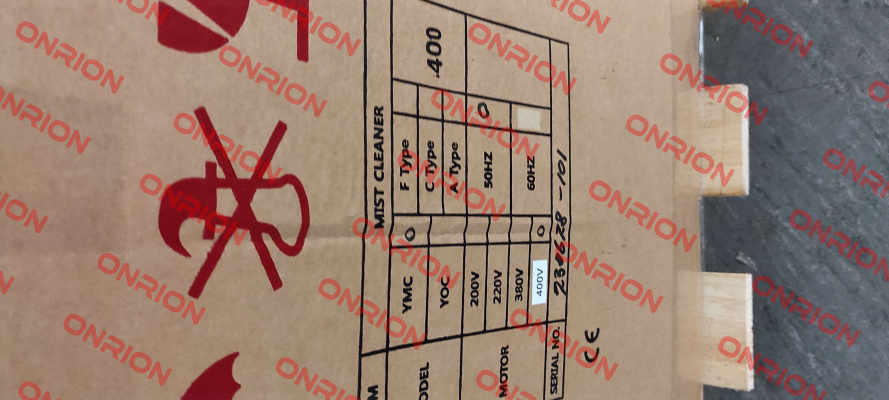 M MIST CLEANER
ODEL YMC O F Type 400
YOC C Type
A Type
MOTOR 200V 50HZ O
220V
380V 60HZ
400V O
SERIAL NO. -101
CE
ONRION